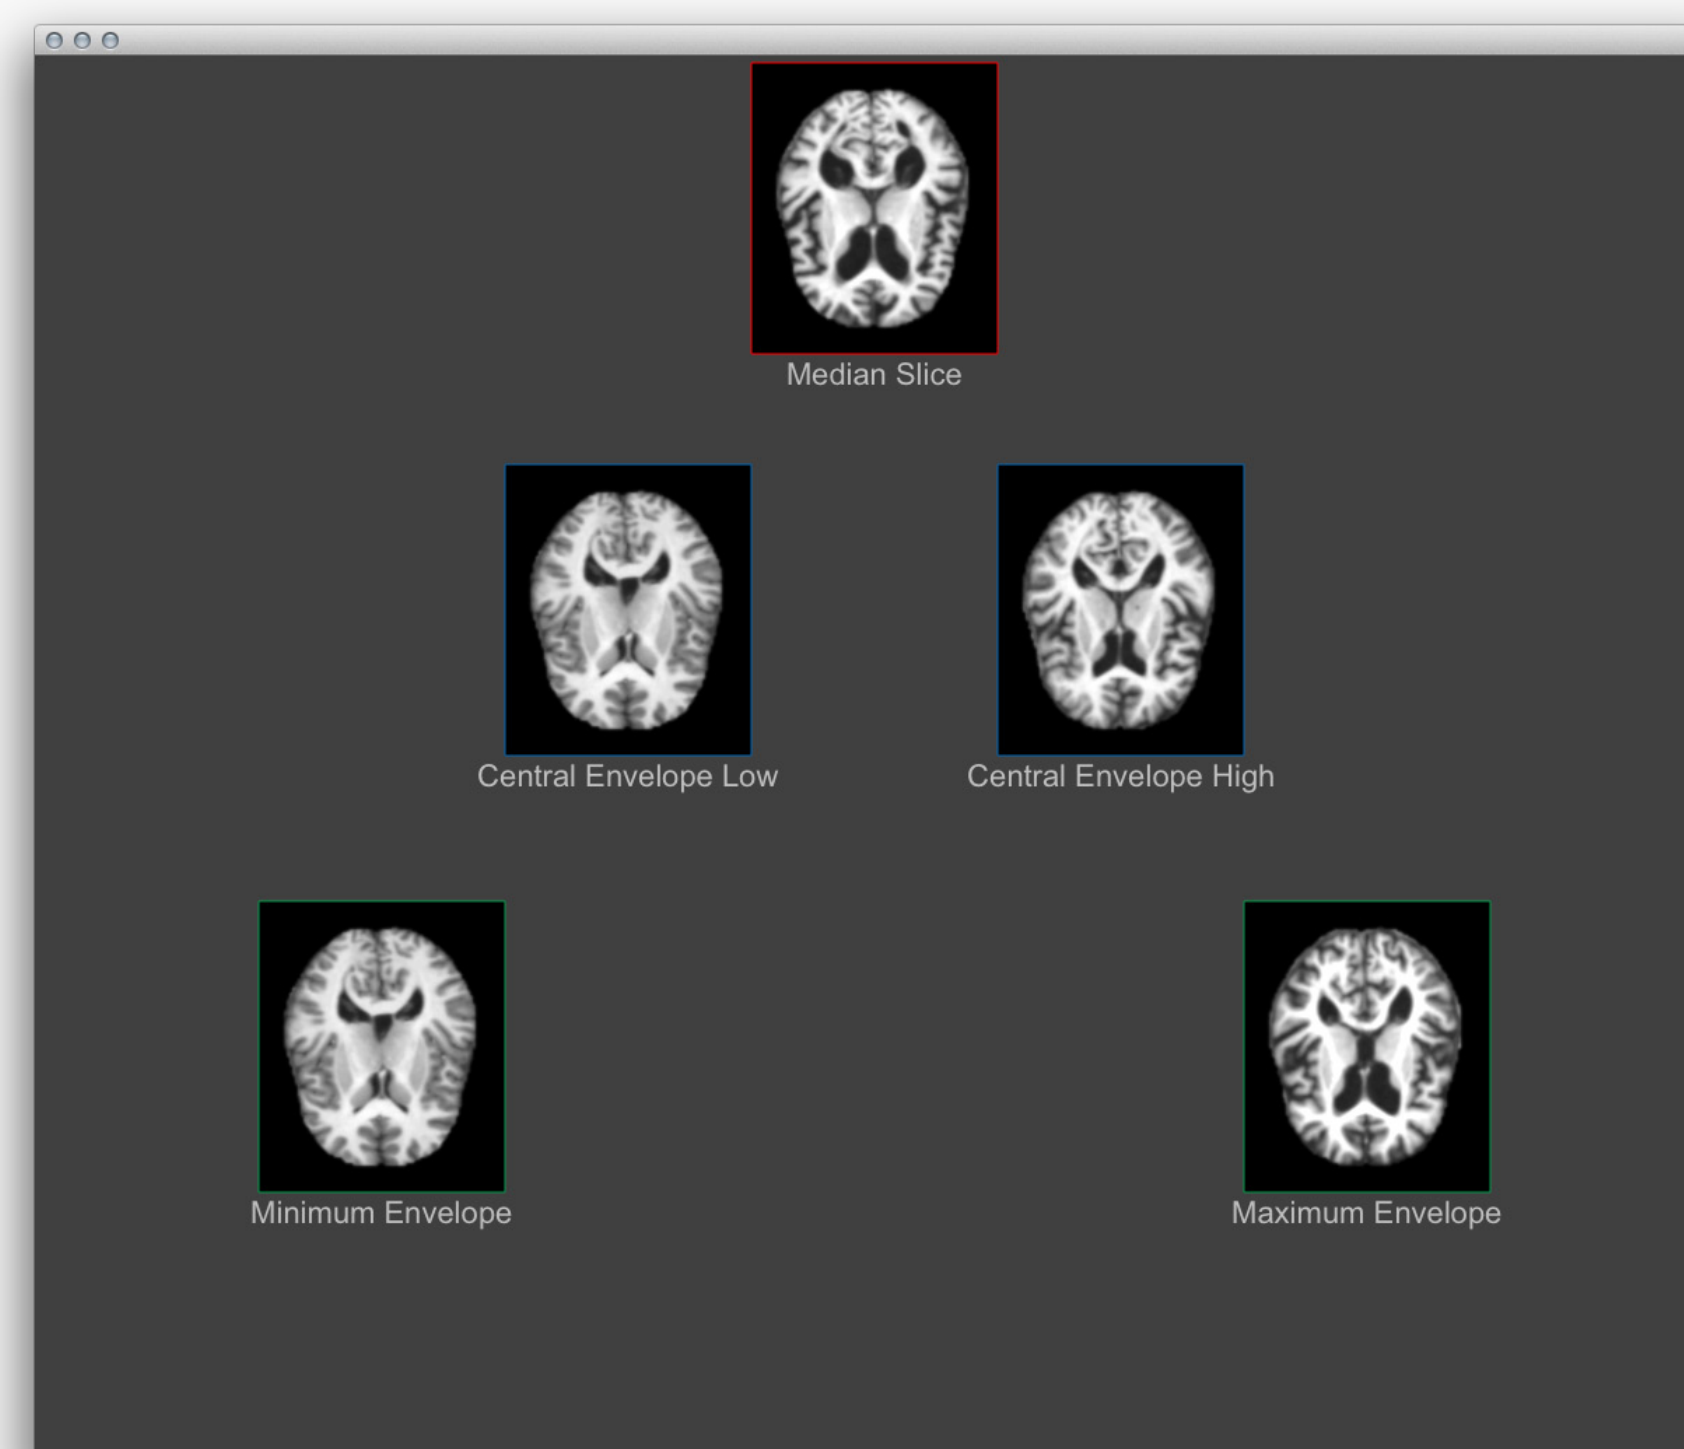 Median Slice
Central Envelope Low
Central Envelope High
Minimum Envelope
Maximum Envelope